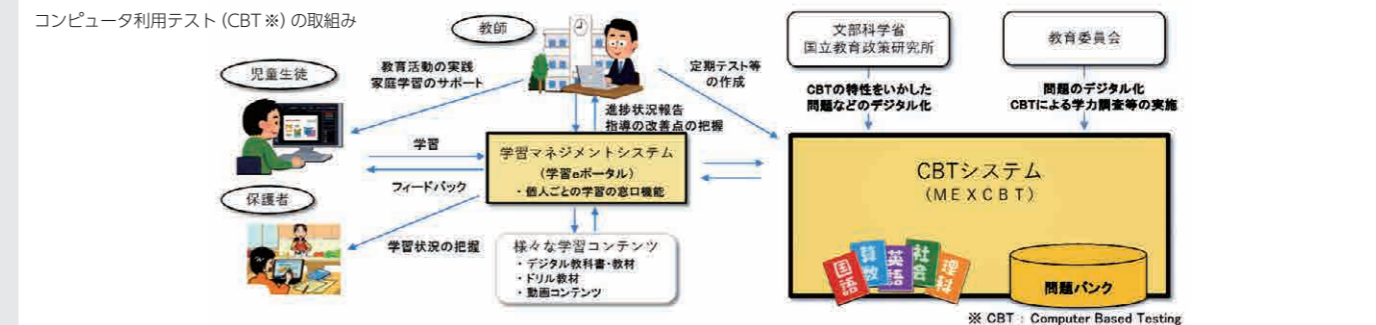 コンピュータ利用テスト(CBT※)の取組み
教師
児童生徒
教育活動の実践
家庭学習のサポート
定期テスト等
の作成
文部科学省
国立教育政策研究所
教育委員会
CBTの特性をいかした
問題などのデジタル化
問題のデジタル化
CBTによる学力調査等の実施
進捗状況報告
指導の改善点の把握
学習
フィードバック
学習マネジメントシステム
(学習eポータル)
・個人ごとの学習の窓口機能
CBTシステム
(MEXCBT)
保護者
学習状況の把握
様々な学習コンテンツ
・デジタル教科書・教材
・ドリル教材
・動画コンテンツ
国語
算数
英語
社会
理科
問題バンク
※ CBT : Computer Based Testing